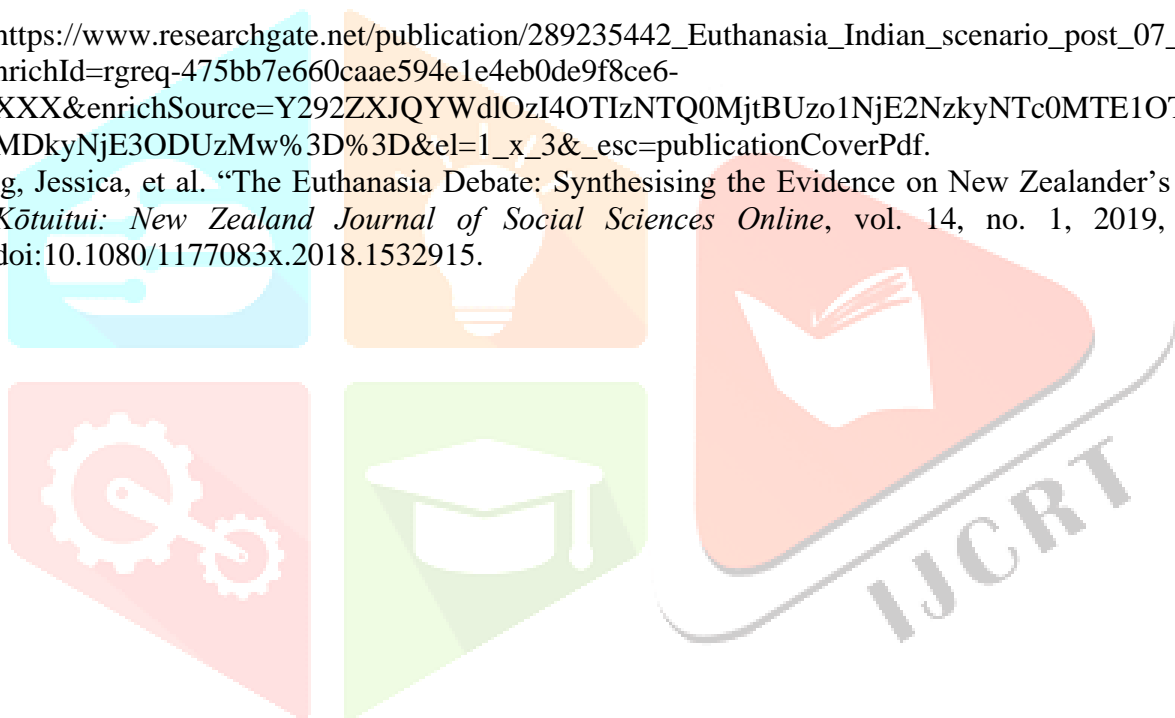 https://www.researchgate.net/publication/289235442_Euthanasia_Indian_scenario_post_07_
nrichId=rgreq-475bb7e660caae594e1e4eb0de9f8ce6-
XXX&enrichSource=Y292ZXJQYWdlOzI4OTIzNTQ0MjtBUzo1NjE2NzkyNTc0MTE1OT
MDkyNjE3ODUzMw%3D%3D&el=1_x_3&_esc=publicationCoverPdf.
g, Jessica, et al. “The Euthanasia Debate: Synthesising the Evidence on New Zealander’s
Kōtuitui: New Zealand Journal of Social Sciences Online, vol. 14, no. 1, 2019,
doi:10.1080/1177083x.2018.1532915.
IJCRT